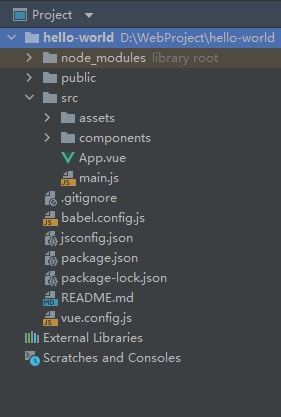 Project
hello-world D:\WebProject\hello-world
node_modules library root
public
src
assets
components
App.vue
main.js
.gitignore
babel.config.js
jsconfig.json
package.json
package-lock.json
README.md
vue.config.js
External Libraries
Scratches and Consoles